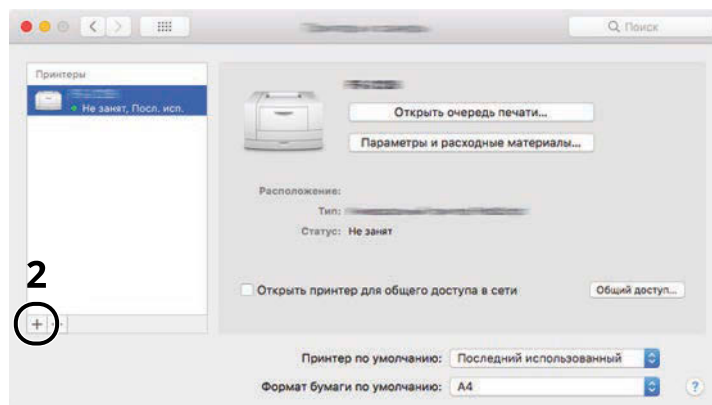 Поиск
Принтеры
Не занят, Посл. исп.
Открыть очередь печати...
Параметры и расходные материалы...
Расположение:
Тип:
Статус: Не занят
2
Открыть принтер для общего доступа в сети
Общий доступ...
+ −
Принтер по умолчанию: Последний использованный
Формат бумаги по умолчанию: A4
?